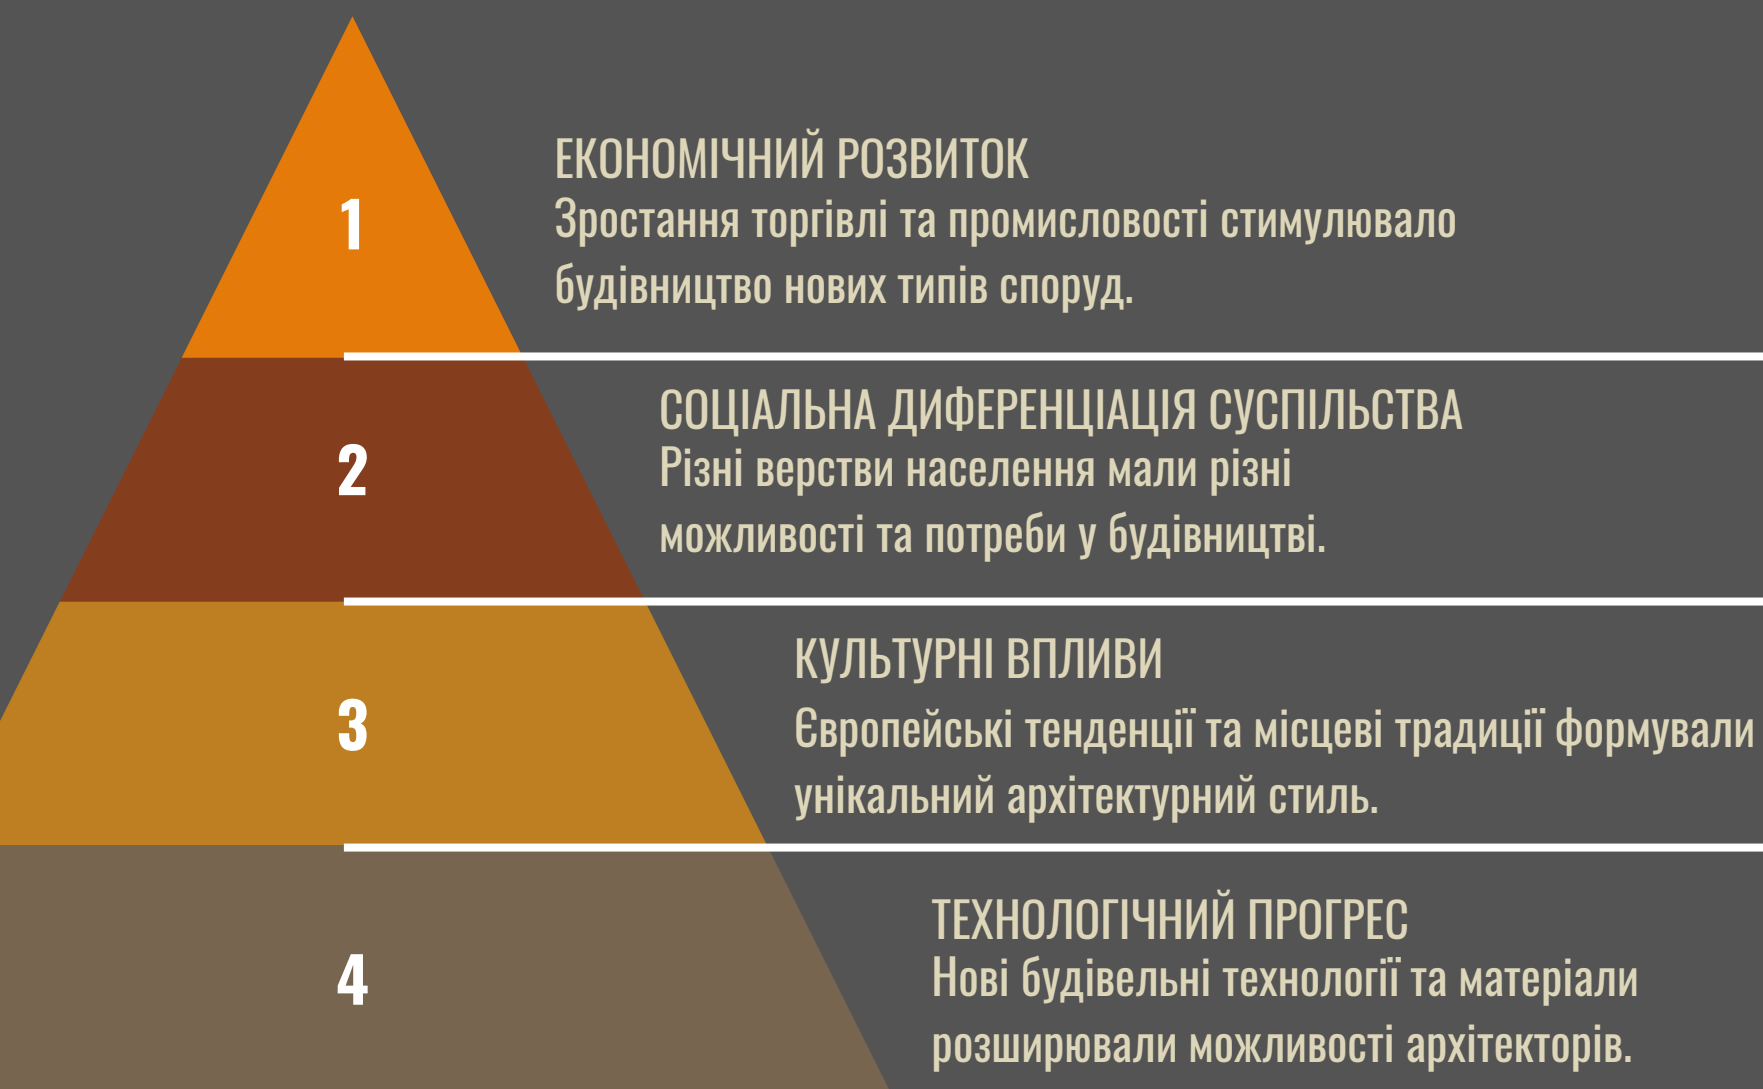 1
ЕКОНОМІЧНИЙ РОЗВИТОК
Зростання торгівлі та промисловості стимулювало
будівництво нових типів споруд.
2
СОЦІАЛЬНА ДИФЕРЕНЦІАЦІЯ СУСПІЛЬСТВА
Різні верстви населення мали різні
можливості та потреби у будівництві.
3
КУЛЬТУРНІ ВПЛИВИ
Європейські тенденції та місцеві традиції формували
унікальний архітектурний стиль.
4
ТЕХНОЛОГІЧНИЙ ПРОГРЕС
Нові будівельні технології та матеріали
розширювали можливості архітекторів.